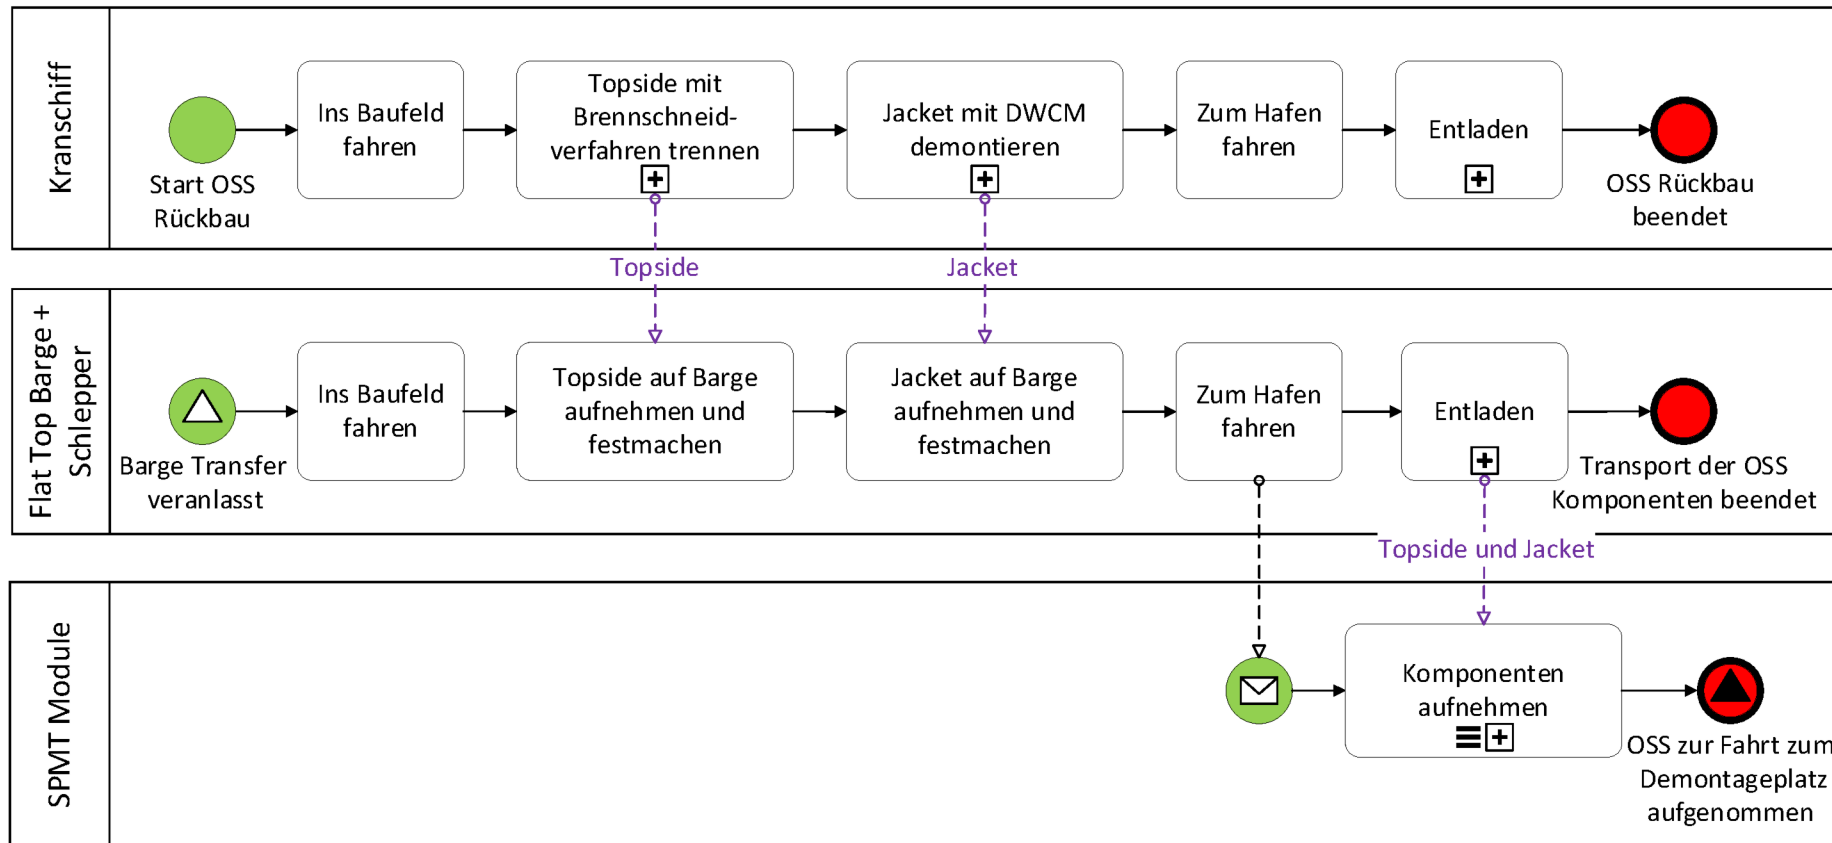 Kranschiff
Start OSS
Rückbau
Ins Baufeld
fahren
Topside mit
Brennschneid-
verfahren trennen
Jacket mit DWCM
demontieren
Zum Hafen
fahren
Entladen
OSS Rückbau
beendet
Topside
Jacket
Flat Top Barge +
Schlepper
Barge Transfer
veranlasst
Ins Baufeld
fahren
Topside auf Barge
aufnehmen und
festmachen
Jacket auf Barge
aufnehmen und
festmachen
Zum Hafen
fahren
Entladen
Transport der OSS
Komponenten beendet
Topside und Jacket
SPMT Module
Komponenten
aufnehmen
OSS zur Fahrt zum
Demontageplatz
aufgenommen